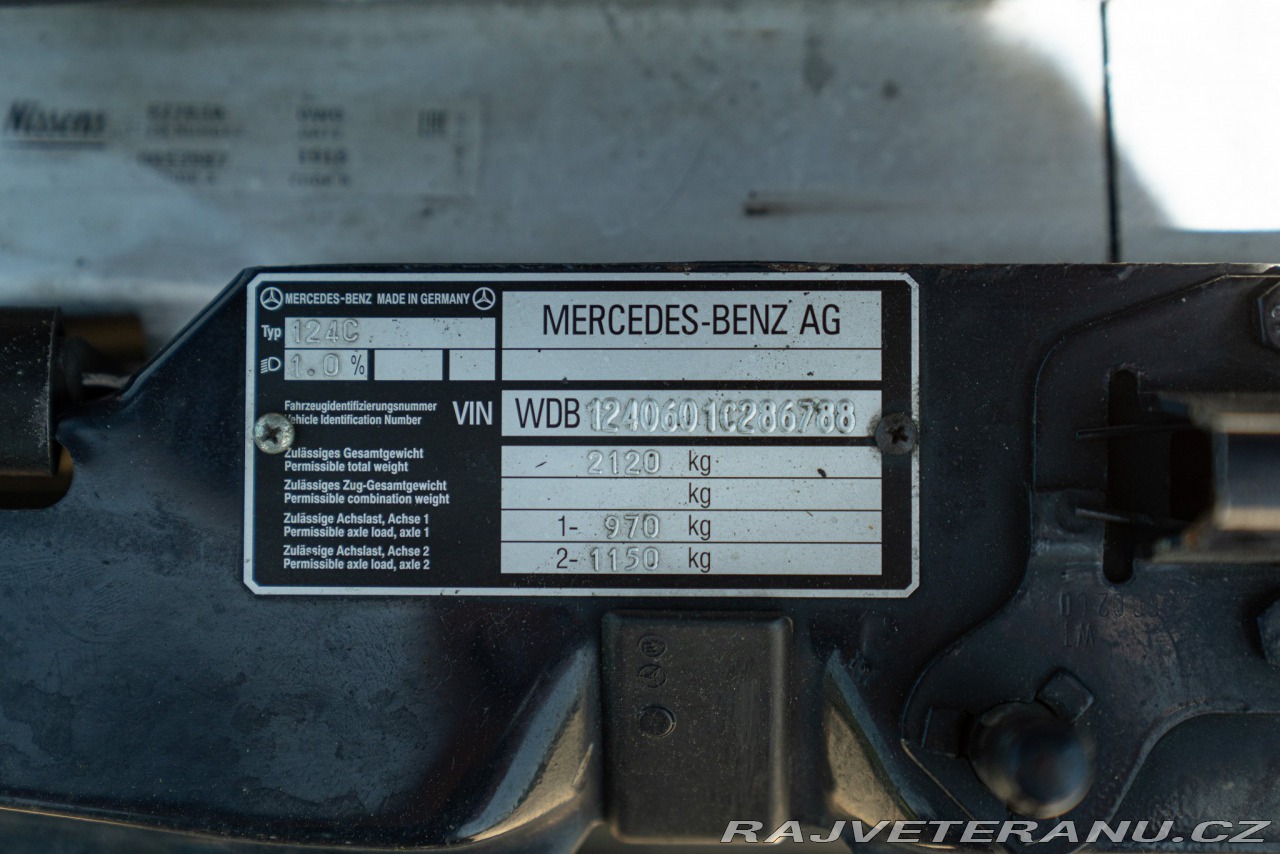 Nissens
MERCEDES-BENZ MADE IN GERMANY
MERCEDES-BENZ AG
Typ 124C
1.0 %
Fahrzeugidentifizierungsnummer
Vehicle Identification Number
VIN WDB 1240601C286788
Zulässiges Gesamtgewicht
Permissible total weight
2120 kg
Zulässiges Zug-Gesamtgewicht
Permissible combination weight
kg
Zulässige Achslast, Achse 1
Permissible axle load, axle 1
1- 970 kg
Zulässige Achslast, Achse 2
Permissible axle load, axle 2
2- 1150 kg
RAJVETERANU.CZ